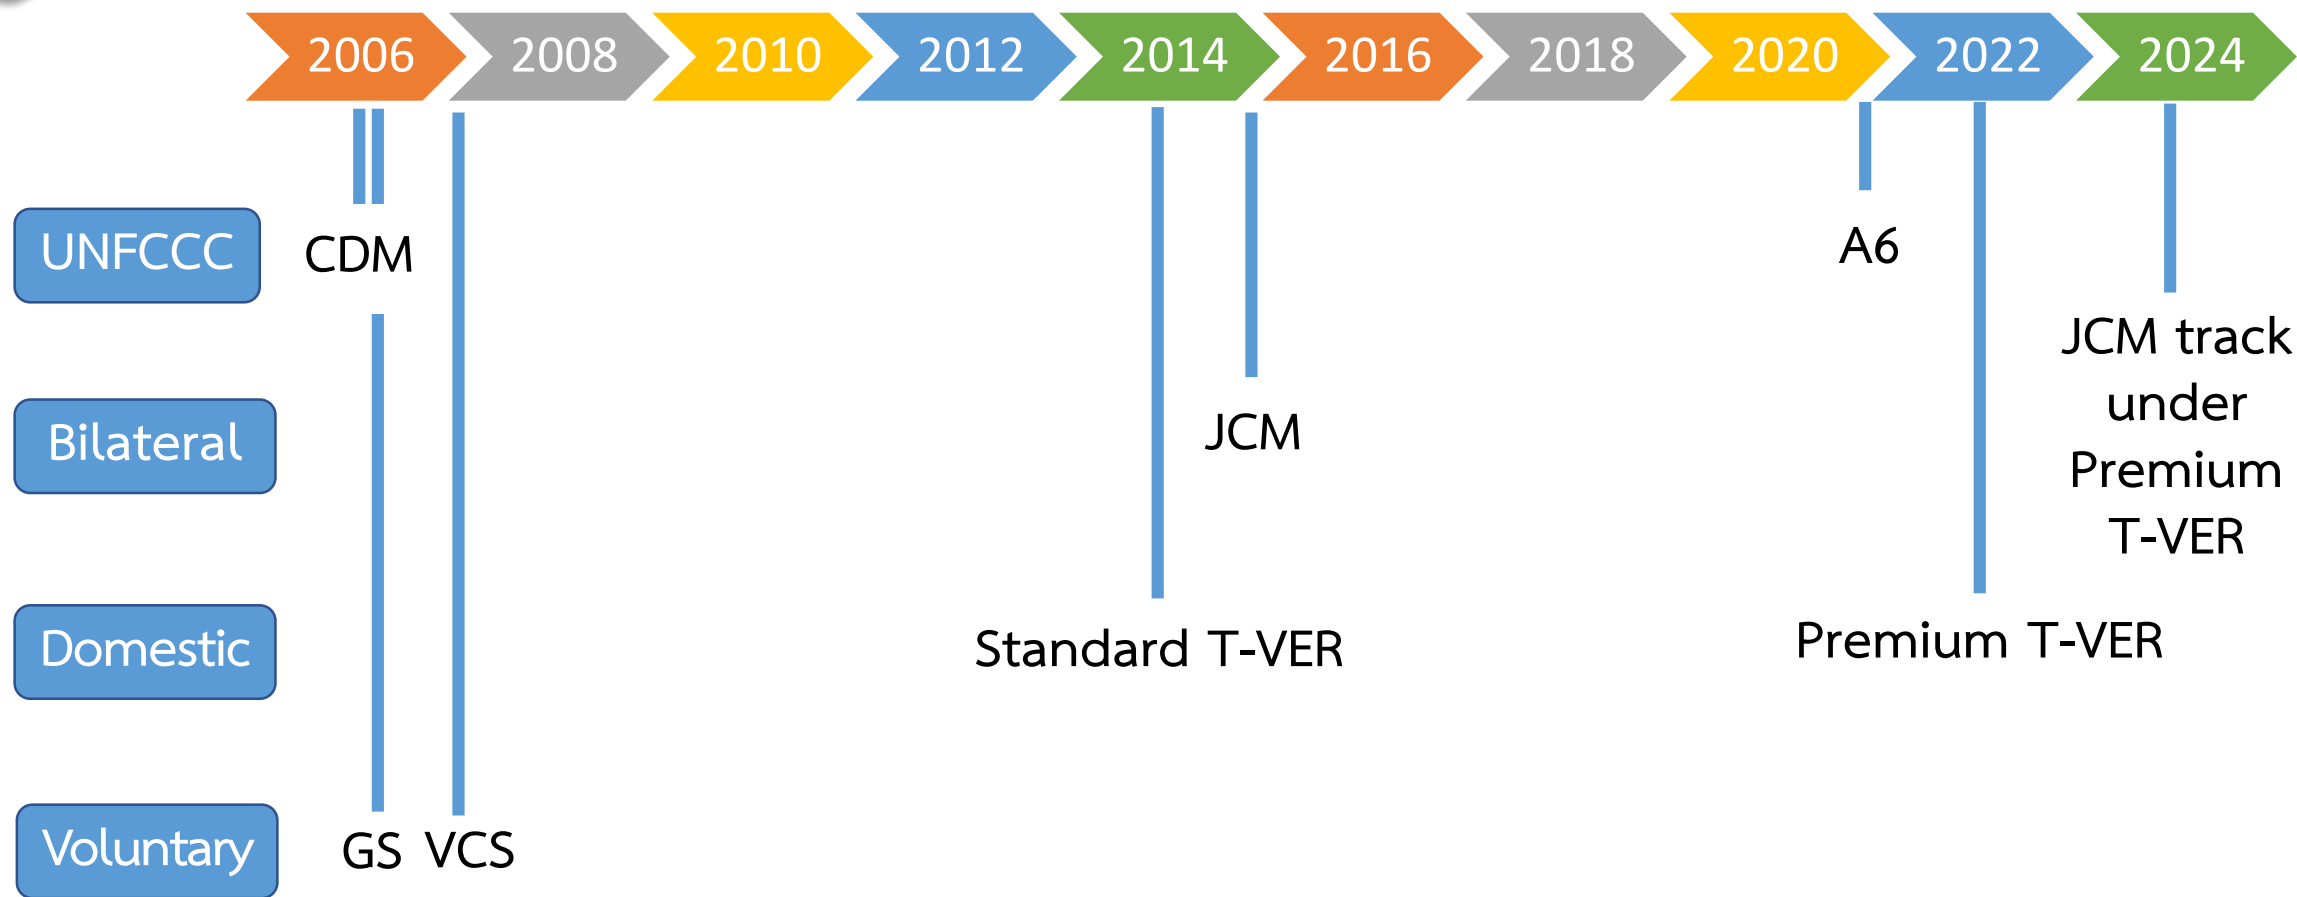 2006 2008 2010 2012 2014 2016 2018 2020 2022 2024
UNFCCC CDM A6
JCM track
under
Premium
T-VER
Bilateral JCM
Domestic Standard T-VER Premium T-VER
Voluntary GS VCS